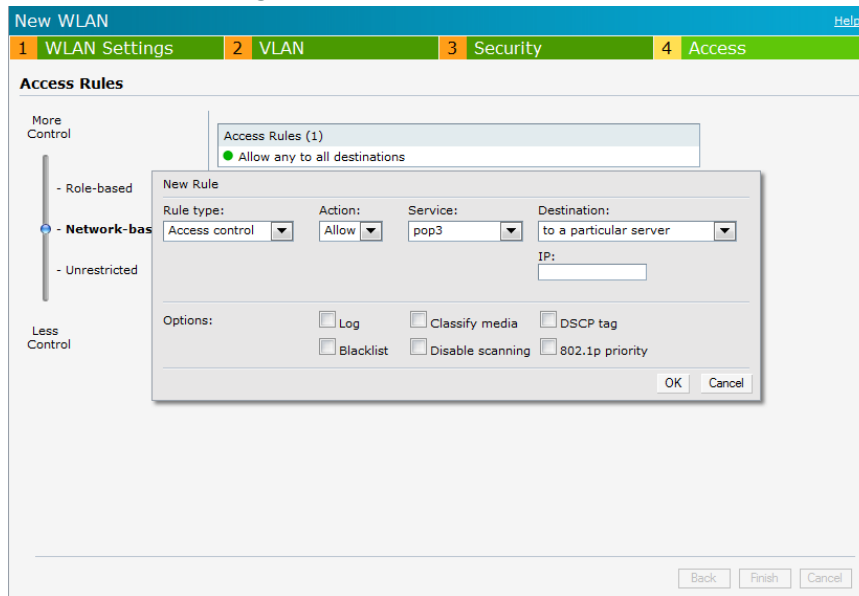 New WLAN
Help
1 WLAN Settings 2 VLAN 3 Security 4 Access
Access Rules
More
Control
- Role-based
- Network-bas
- Unrestricted
Less
Control
Access Rules (1)
Allow any to all destinations
New Rule
Rule type: Action: Service: Destination:
Access control Allow pop3 to a particular server
IP:
Options: Log Classify media DSCP tag
Blacklist Disable scanning 802.1p priority
OK Cancel
Back Finish Cancel